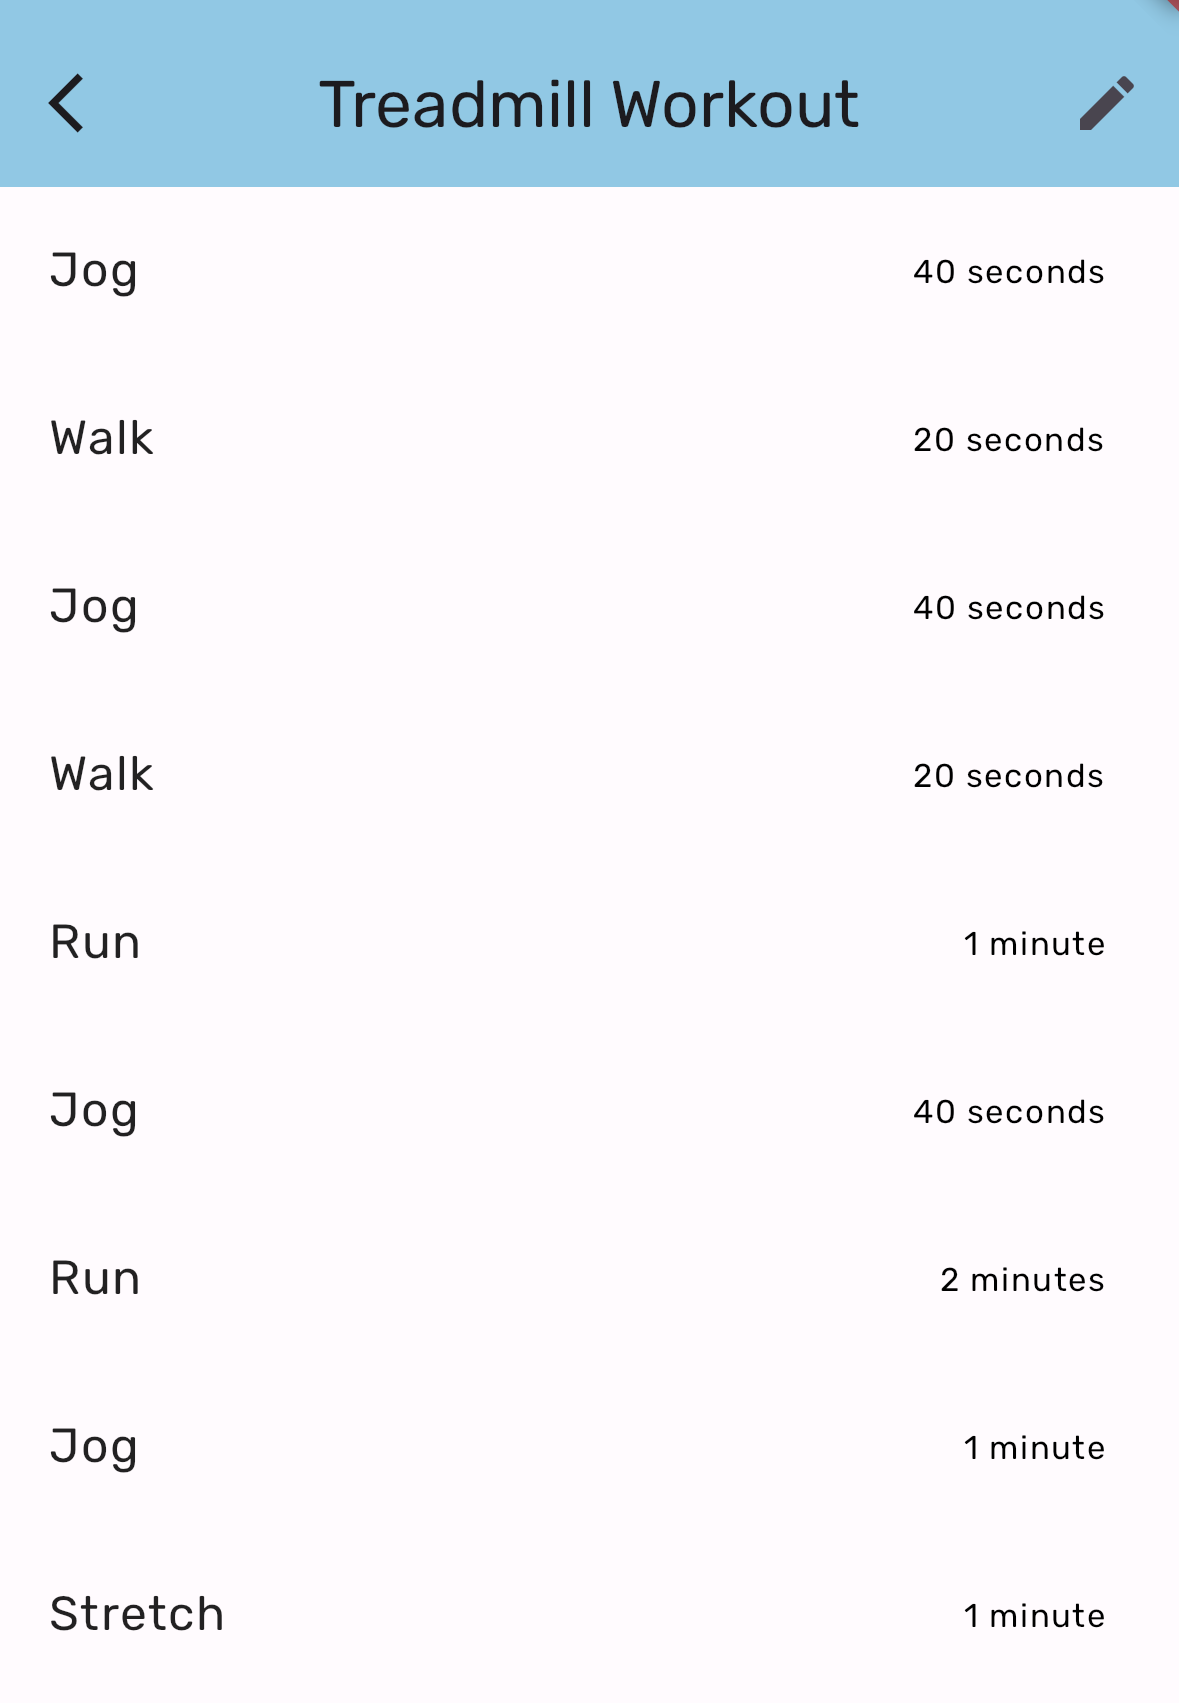 Treadmill Workout
Jog 40 seconds
Walk 20 seconds
Jog 40 seconds
Walk 20 seconds
Run 1 minute
Jog 40 seconds
Run 2 minutes
Jog 1 minute
Stretch 1 minute